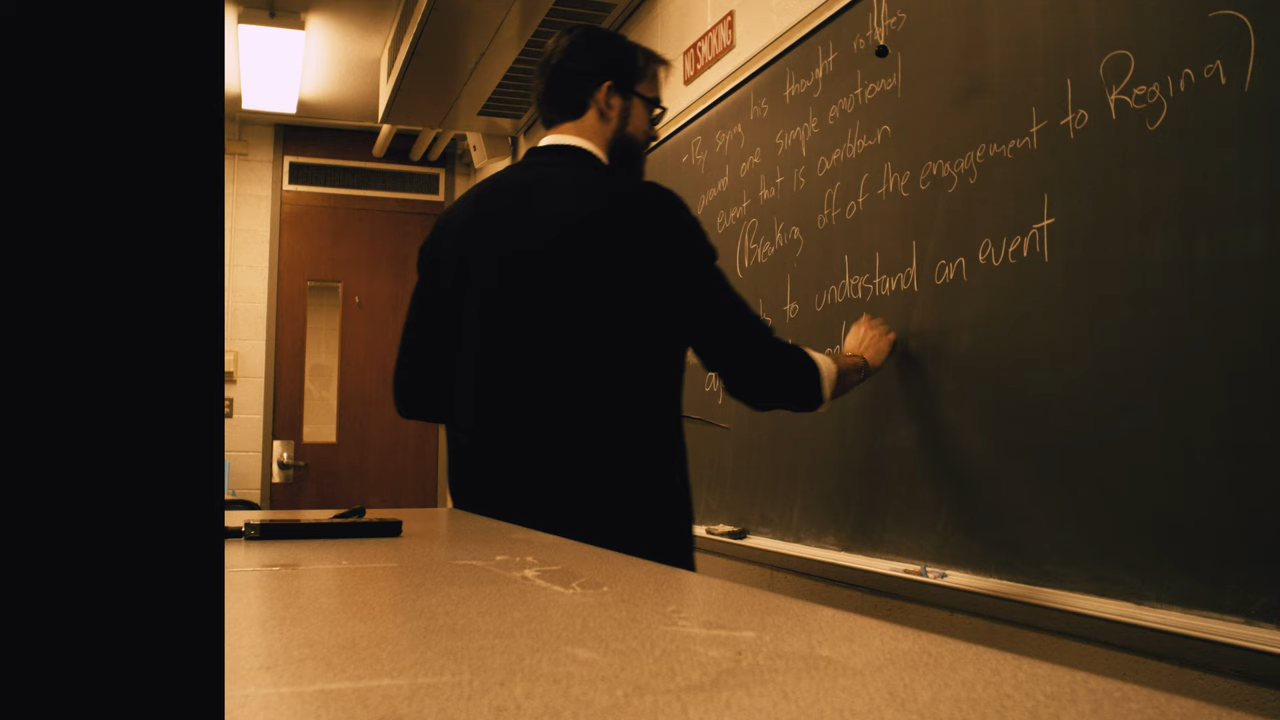 NO SMOKING
- By saying his thought rotates
around one simple emotional
event that is overblown
(Breaking off of the engagement to Regina)
to understand an event